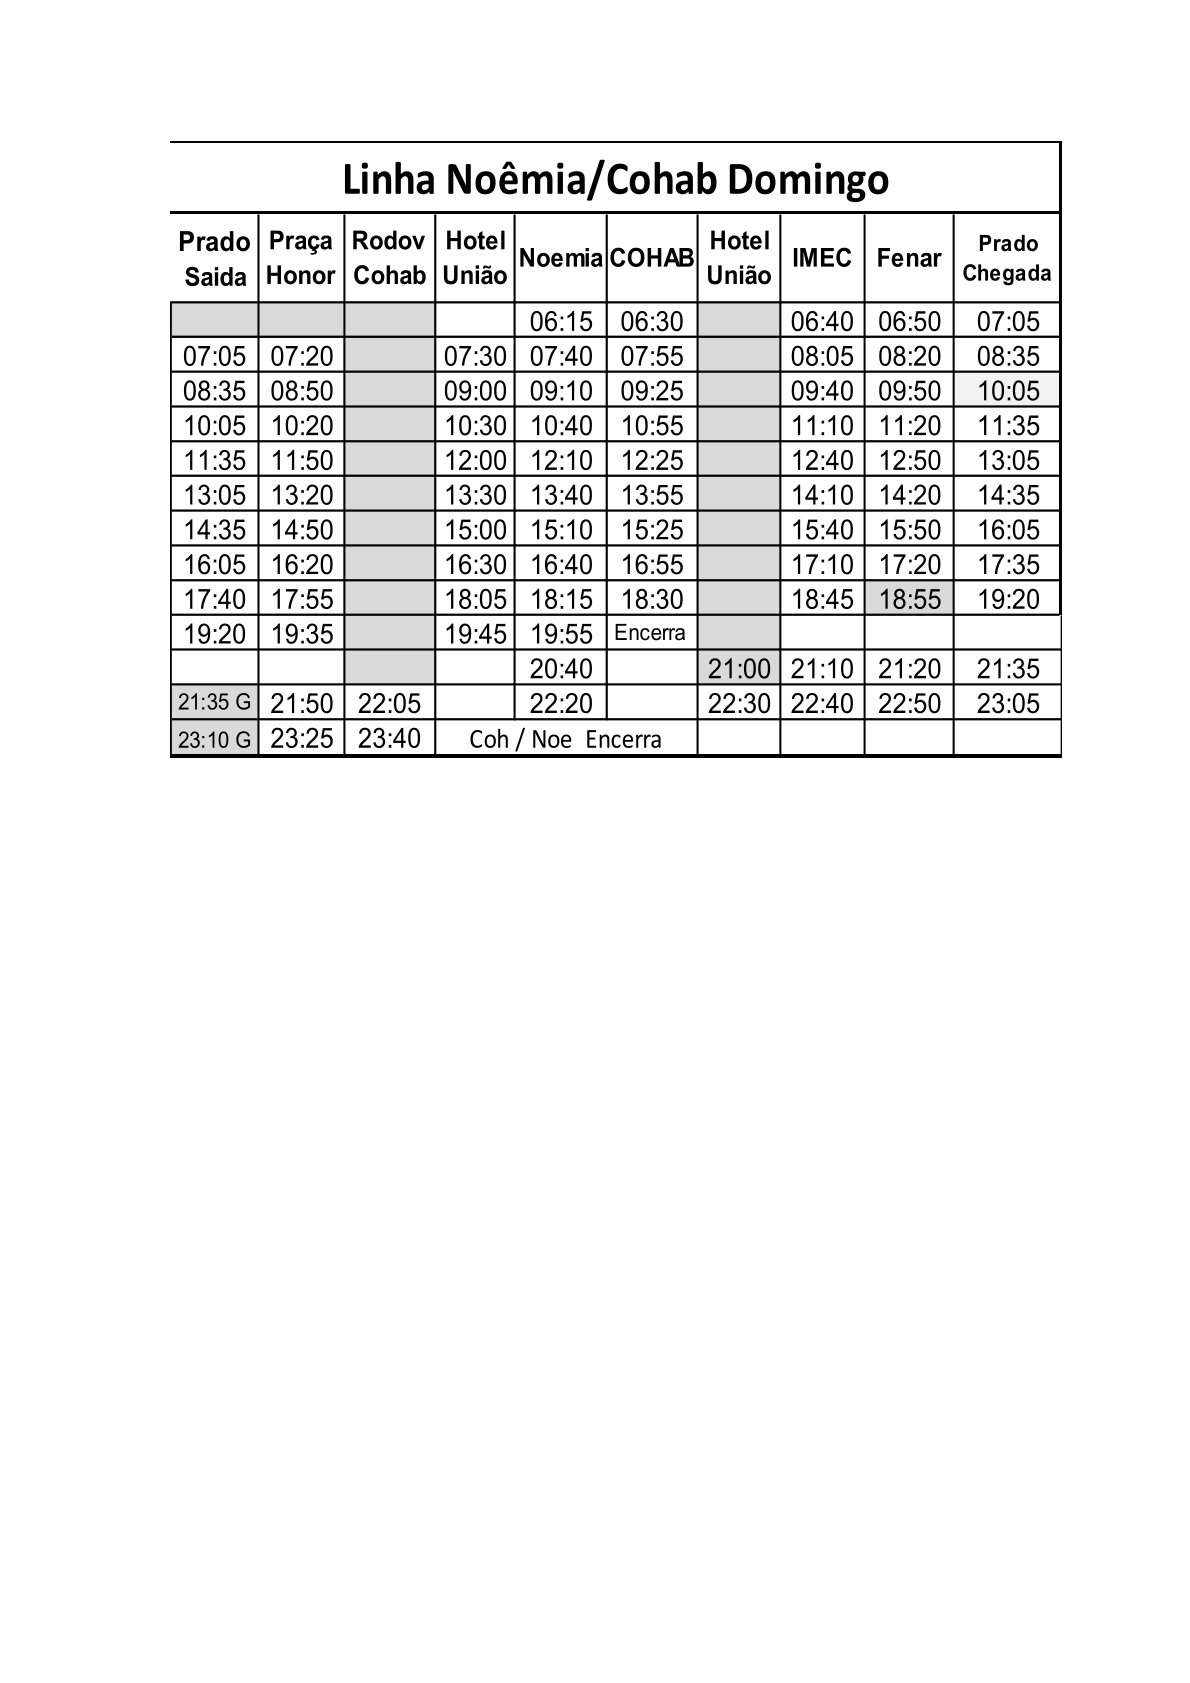 Linha Noêmia/Cohab Domingo
Prado Saida Praça Honor Rodov Cohab Hotel União Noemia COHAB Hotel União IMEC Fenar Prado Chegada
06:15 06:30 06:40 06:50 07:05
07:05 07:20 07:30 07:40 07:55 08:05 08:20 08:35
08:35 08:50 09:00 09:10 09:25 09:40 09:50 10:05
10:05 10:20 10:30 10:40 10:55 11:10 11:20 11:35
11:35 11:50 12:00 12:10 12:25 12:40 12:50 13:05
13:05 13:20 13:30 13:40 13:55 14:10 14:20 14:35
14:35 14:50 15:00 15:10 15:25 15:40 15:50 16:05
16:05 16:20 16:30 16:40 16:55 17:10 17:20 17:35
17:40 17:55 18:05 18:15 18:30 18:45 18:55 19:20
19:20 19:35 19:45 19:55 Encerra
20:40 21:00 21:10 21:20 21:35
21:35 G 21:50 22:05 22:20 22:30 22:40 22:50 23:05
23:10 G 23:25 23:40 Coh / Noe Encerra